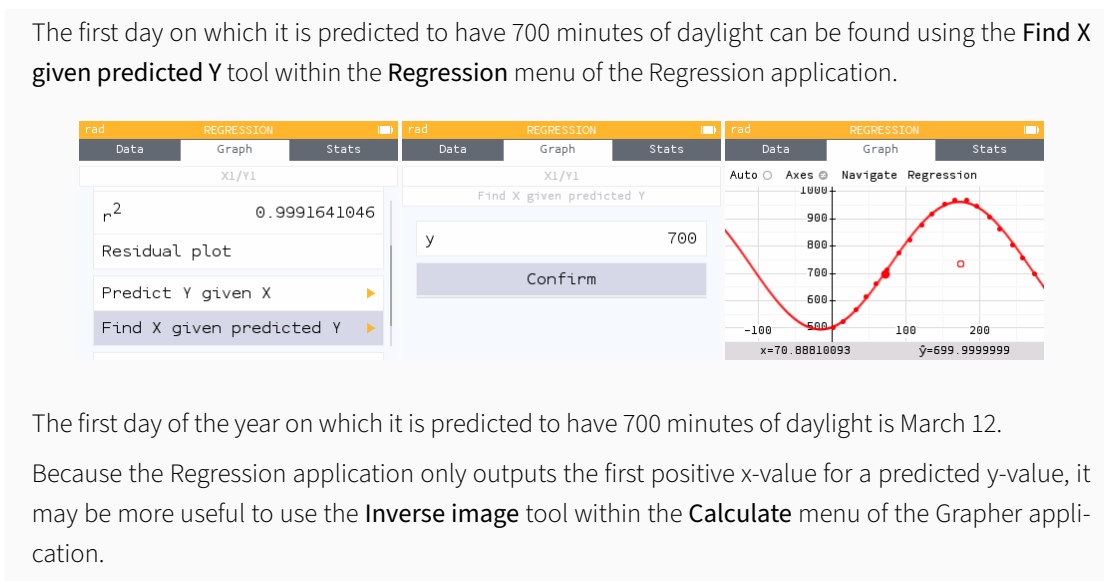 The first day on which it is predicted to have 700 minutes of daylight can be found using the Find X
given predicted Y tool within the Regression menu of the Regression application.
rad REGRESSION
Data Graph Stats
X1/Y1
r² 0.9991641046
Residual plot
Predict Y given X
Find X given predicted Y
rad REGRESSION
Data Graph Stats
X1/Y1
Find X given predicted Y
y 700
Confirm
rad REGRESSION
Data Graph Stats
Auto Axes Navigate Regression
1000
900
800
700
600
500
-100 100 200
x=70.88810093 ŷ=699.9999999
The first day of the year on which it is predicted to have 700 minutes of daylight is March 12.
Because the Regression application only outputs the first positive x-value for a predicted y-value, it
may be more useful to use the Inverse image tool within the Calculate menu of the Grapher appli-
cation.